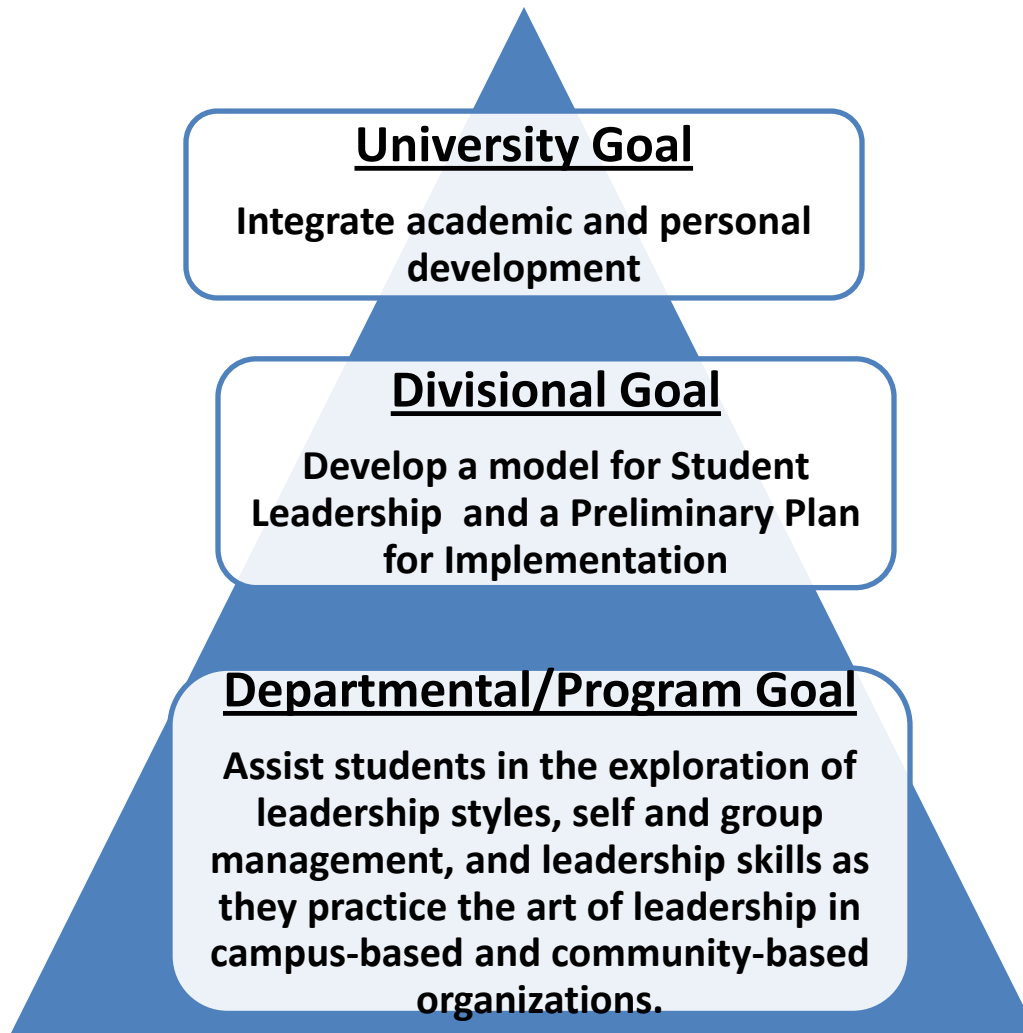 University Goal
Integrate academic and personal
development
Divisional Goal
Develop a model for Student
Leadership  and a Preliminary Plan
for Implementation
Departmental/Program Goal
Assist students in the exploration of
leadership styles, self and group
management, and leadership skills as
they practice the art of leadership in
campus-based and community-based
organizations.